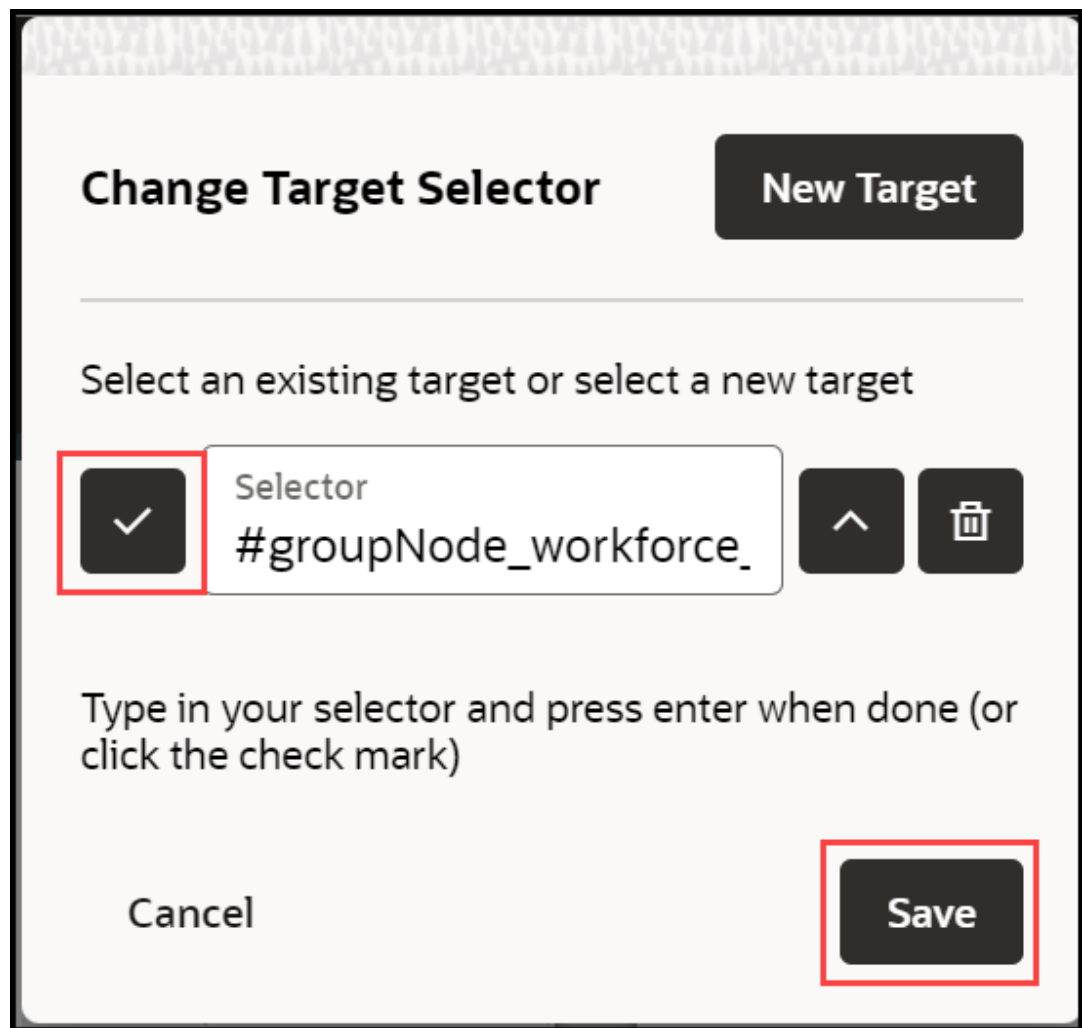 Change Target Selector
New Target
Select an existing target or select a new target
Selector
#groupNode_workforce_
Type in your selector and press enter when done (or
click the check mark)
Cancel
Save